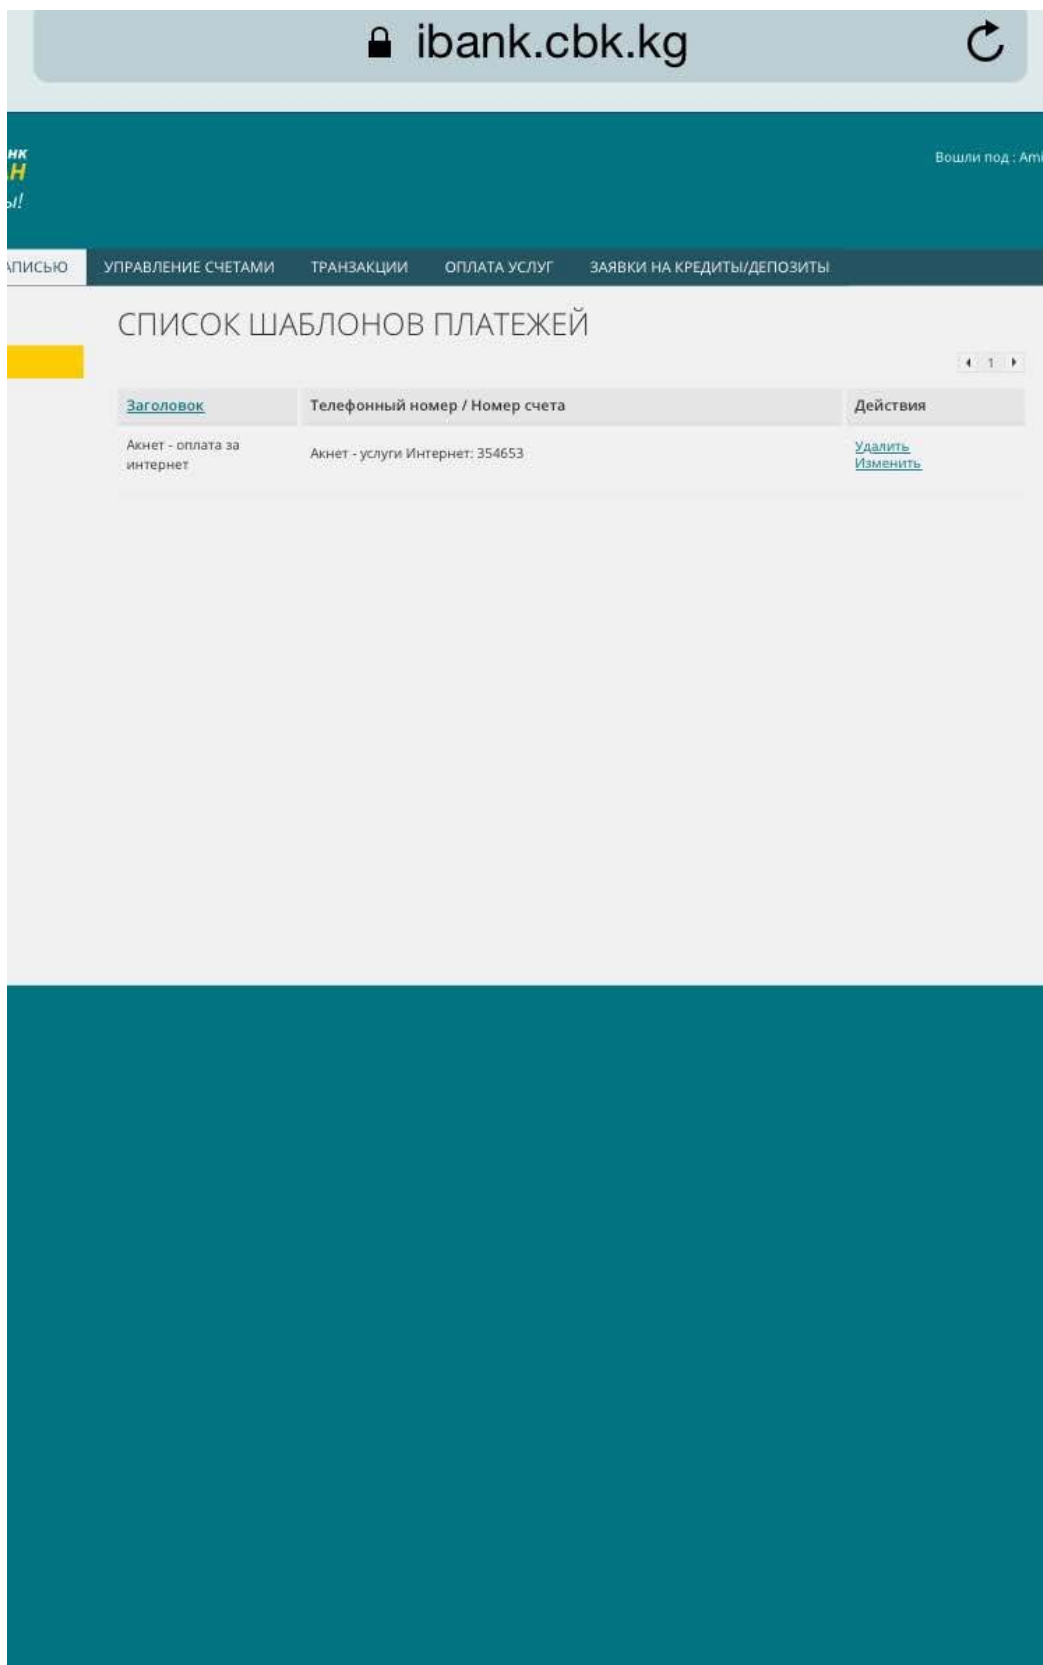 ibank.cbk.kg
Вошли под : Ami
УПРАВЛЕНИЕ СЧЕТАМИ ТРАНЗАКЦИИ ОПЛАТА УСЛУГ ЗАЯВКИ НА КРЕДИТЫ/ДЕПОЗИТЫ
СПИСОК ШАБЛОНОВ ПЛАТЕЖЕЙ
1
Заголовок Телефонный номер / Номер счета Действия
Акнет - оплата за
интернет
Акнет - услуги Интернет: 354653
Удалить
Изменить